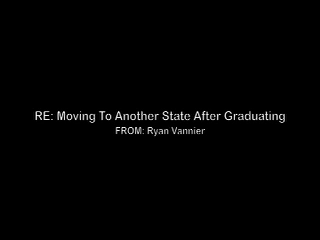 RE: Moving To Another State After Graduating
FROM: Ryan Vannier